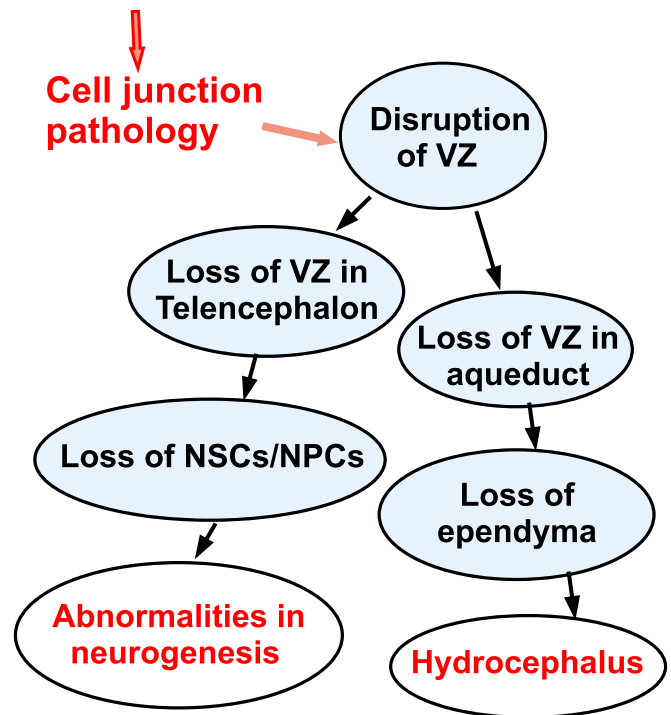 Cell junction
pathology
Disruption
of VZ
Loss of VZ in
Telencephalon
Loss of VZ in
aqueduct
Loss of NSCs/NPCs
Loss of
ependyma
Abnormalities in
neurogenesis
Hydrocephalus